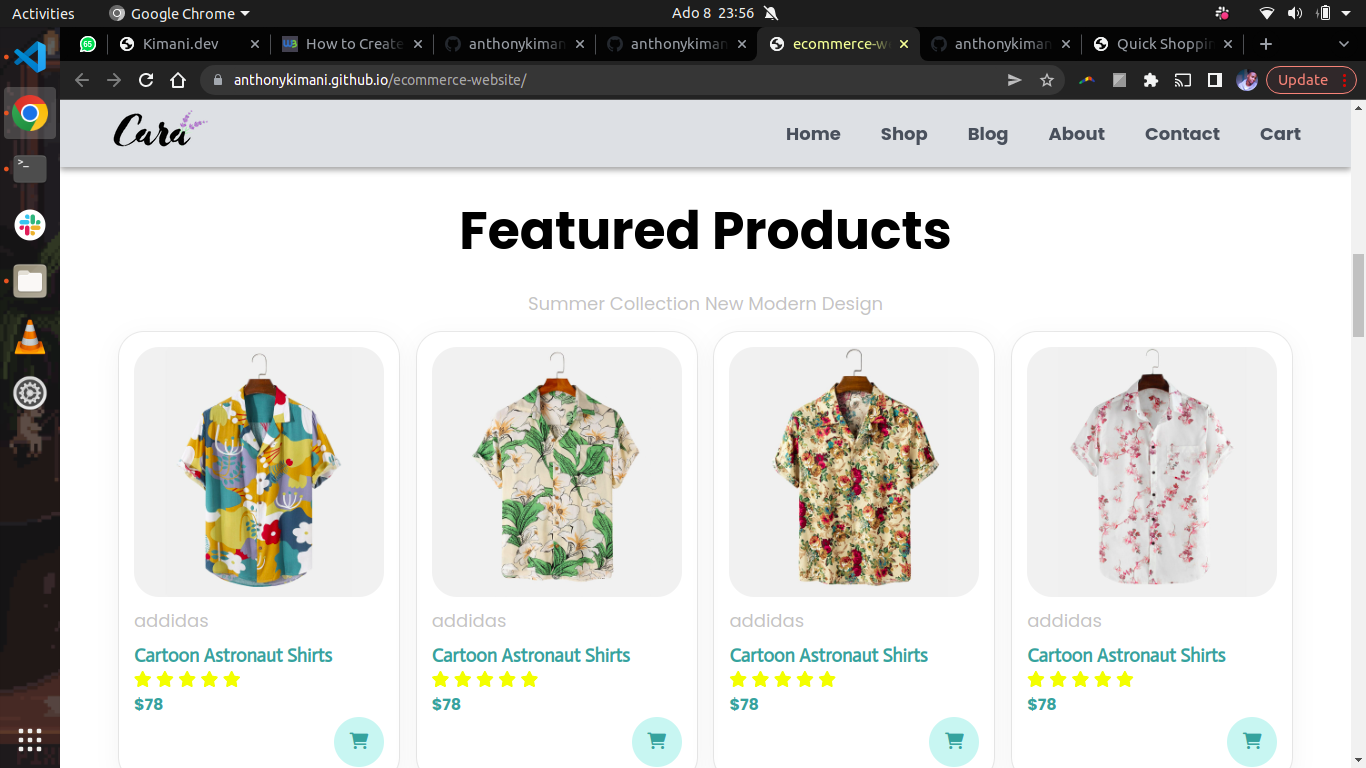 Activities Google Chrome Ado 8 23:56
65 Kimani.dev How to Create anthonykiman anthonykiman ecommerce-w anthonykiman Quick Shoppin
anthonykimani.github.io/ecommerce-website/ Update
Cara Home Shop Blog About Contact Cart
Featured Products
Summer Collection New Modern Design
addidas addidas addidas addidas
Cartoon Astronaut Shirts Cartoon Astronaut Shirts Cartoon Astronaut Shirts Cartoon Astronaut Shirts
$78 $78 $78 $78